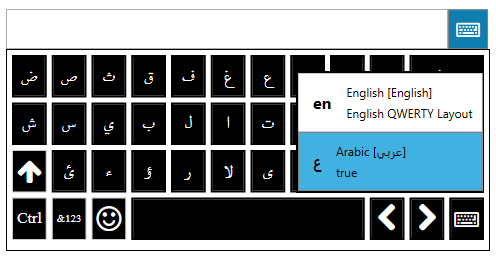 ض ص ث ق ف غ ع
en English [English]
English QWERTY Layout
ش س ي ب ل ا ت
ع Arabic [عربي]
true
ئ ء ؤ ر لا ى
Ctrl &123